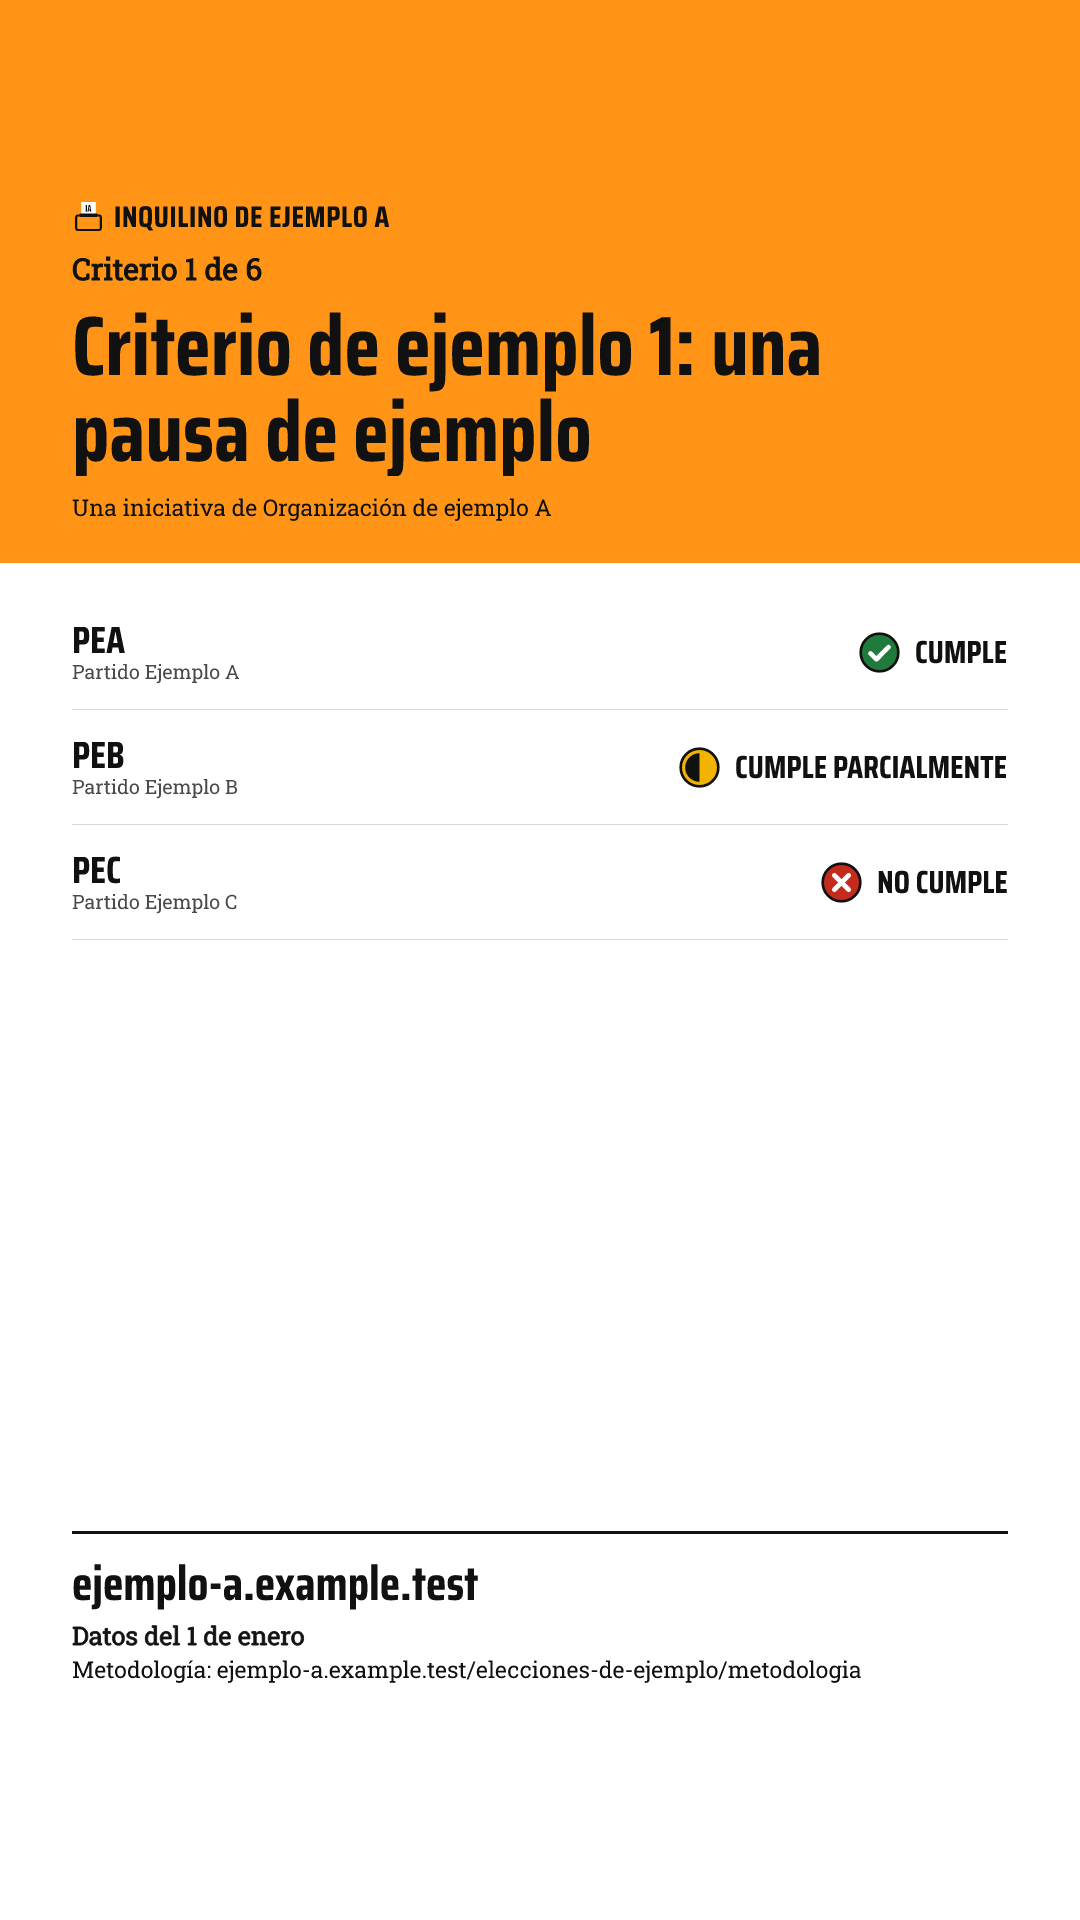 IA
INQUILINO DE EJEMPLO A
Criterio 1 de 6
Criterio de ejemplo 1: una
pausa de ejemplo
Una iniciativa de Organización de ejemplo A
PEA
Partido Ejemplo A
CUMPLE
PEB
Partido Ejemplo B
CUMPLE PARCIALMENTE
PEC
Partido Ejemplo C
NO CUMPLE
ejemplo-a.example.test
Datos del 1 de enero
Metodología: ejemplo-a.example.test/elecciones-de-ejemplo/metodologia